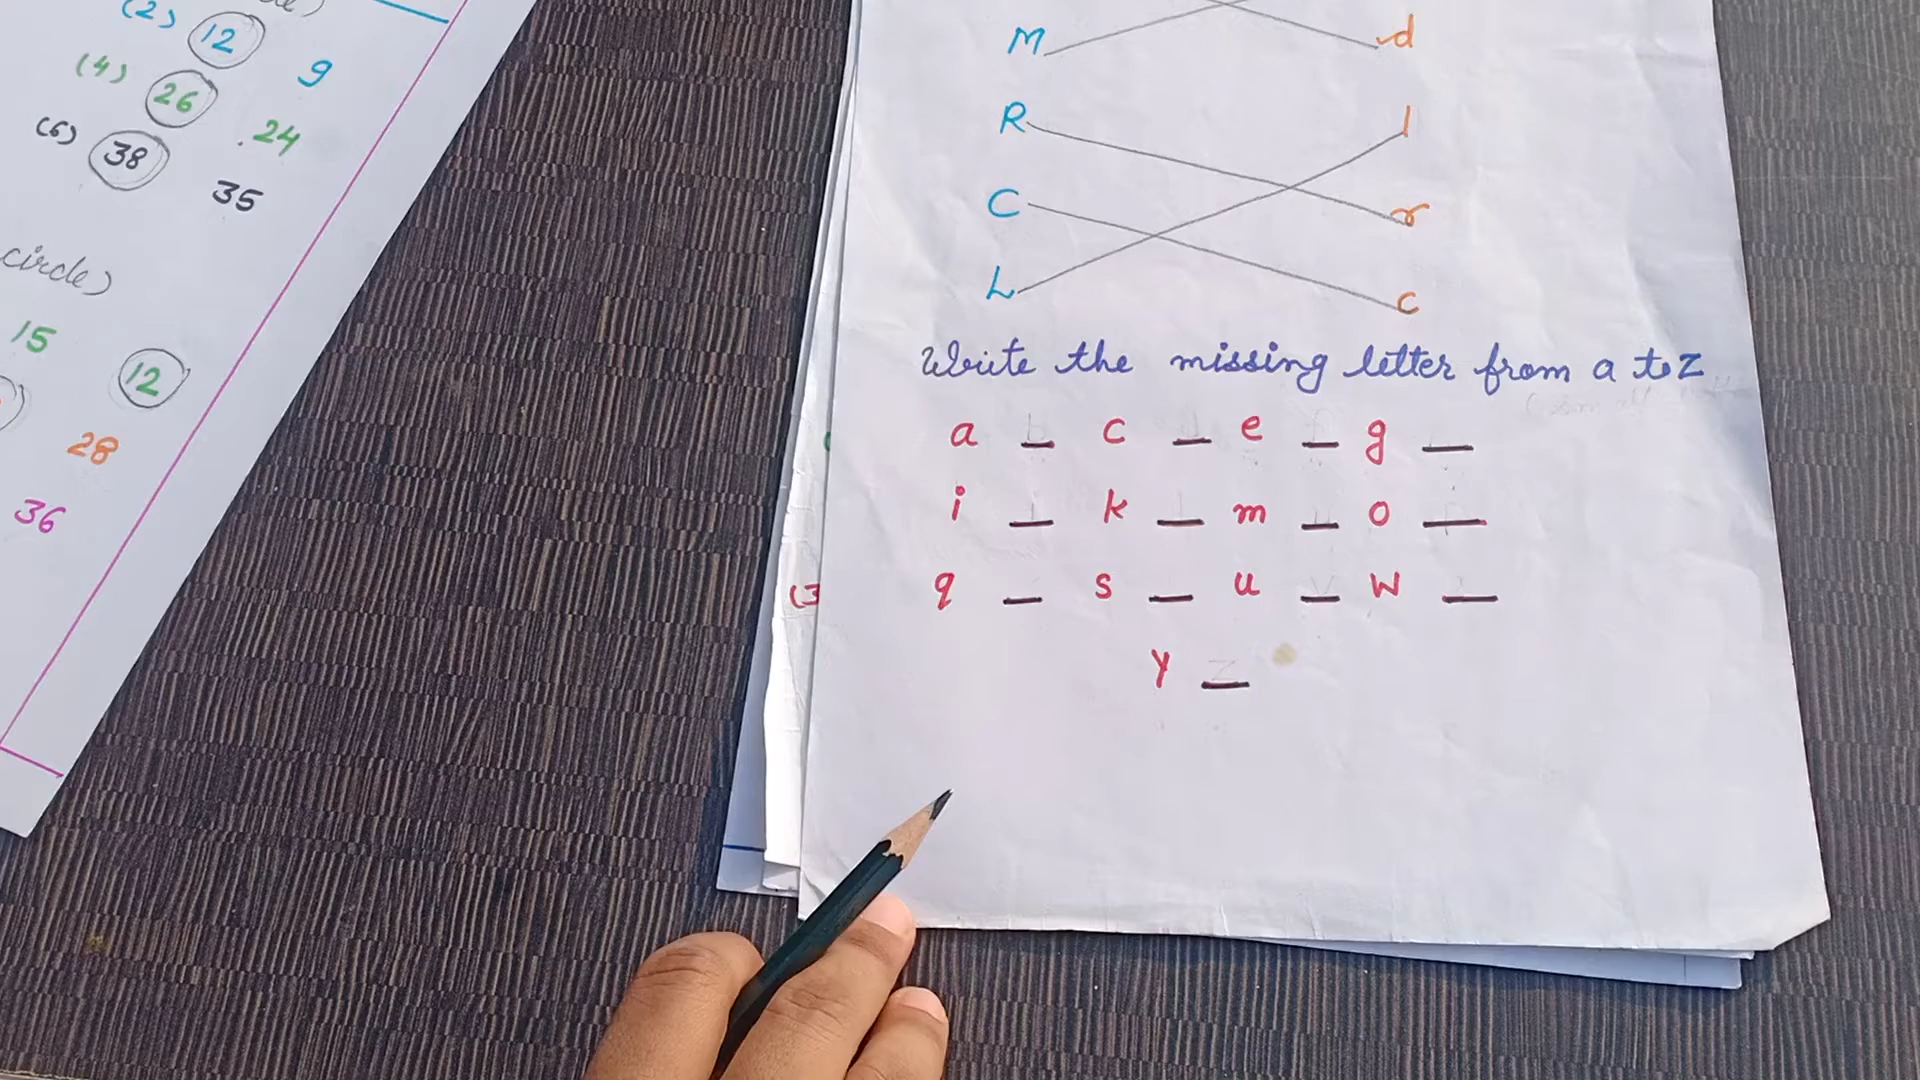 (2) 12 9
(4) 26 24
(6) 38 35
circle)
15 12
28
36
M d
R l
C r
L c
Write the missing letter from a to z
a _ c _ e _ g _
i _ k _ m _ o _
q _ s _ u _ w _
y _
(3